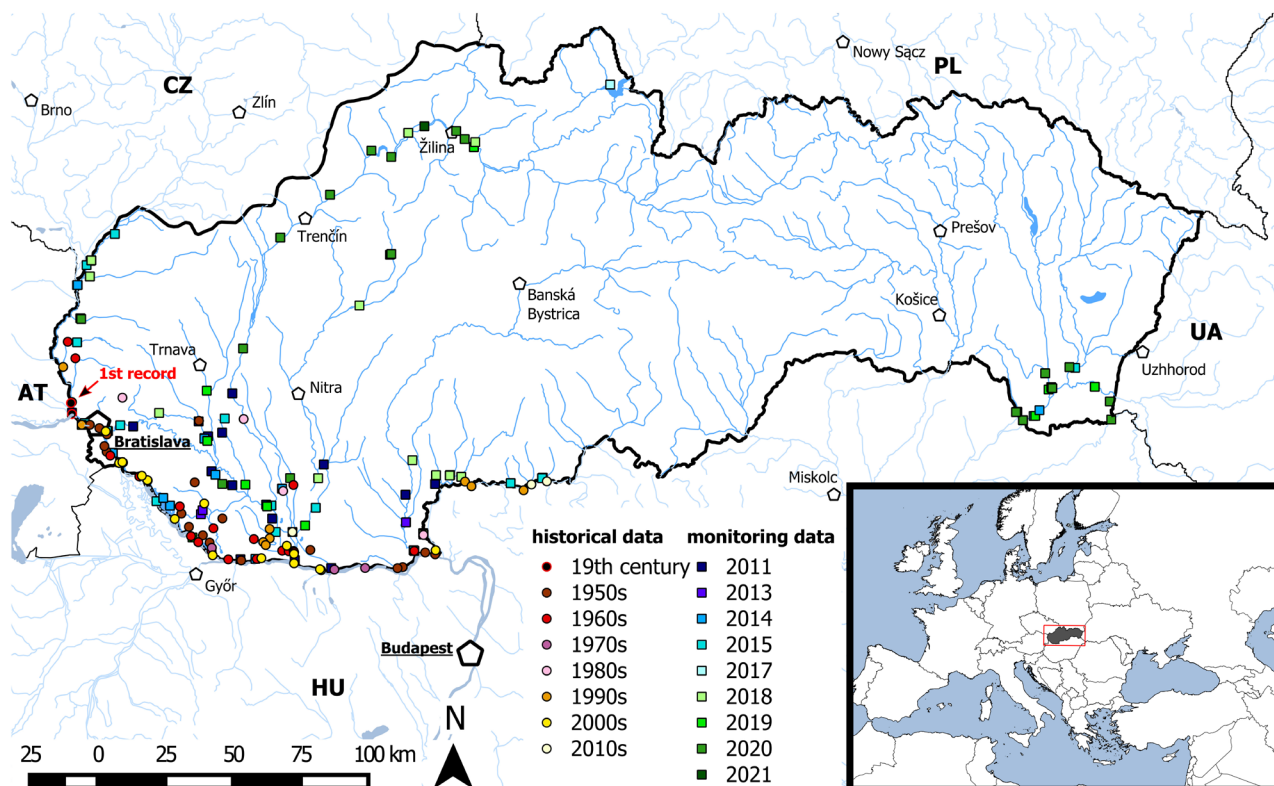 Nowy Sącz
PL
CZ
Brno
Zlín
Žilina
Trenčín
Prešov
Banská
Bystrica
Košice
UA
Uzhhorod
Trnava
Nitra
1st record
AT
Bratislava
Miskolc
Győr
Budapest
HU
N
historical data
19th century
1950s
1960s
1970s
1980s
1990s
2000s
2010s
monitoring data
2011
2013
2014
2015
2017
2018
2019
2020
2021
25 0 25 50 75 100 km